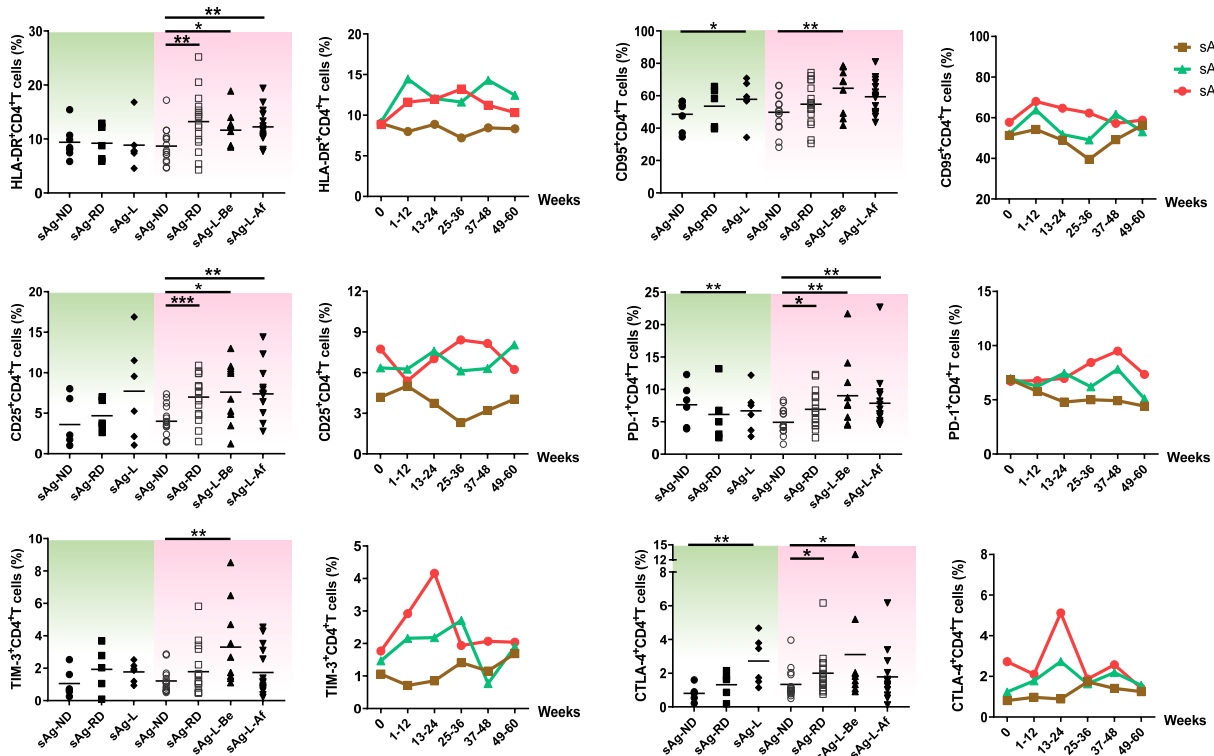 HLA-DR⁺CD4⁺T cells (%)
30
20
10
0
**
*
**
sAg-ND
sAg-RD
sAg-L
sAg-ND
sAg-RD
sAg-L-Be
sAg-L-Af
HLA-DR⁺CD4⁺T cells (%)
20
15
10
5
0
0
1-12
13-24
25-36
37-48
49-60
Weeks
CD95⁺CD4⁺T cells (%)
100
80
60
40
20
0
*
**
sAg-ND
sAg-RD
sAg-L
sAg-ND
sAg-RD
sAg-L-Be
sAg-L-Af
CD95⁺CD4⁺T cells (%)
100
80
60
40
20
0
1-12
13-24
25-36
37-48
49-60
Weeks
sA
sA
sA
CD25⁺CD4⁺T cells (%)
20
15
10
5
0
**
*
***
sAg-ND
sAg-RD
sAg-L
sAg-ND
sAg-RD
sAg-L-Be
sAg-L-Af
CD25⁺CD4⁺T cells (%)
12
9
6
3
0
0
1-12
13-24
25-36
37-48
49-60
Weeks
PD-1⁺CD4⁺T cells (%)
25
20
15
10
5
0
**
**
**
*
sAg-ND
sAg-RD
sAg-L
sAg-ND
sAg-RD
sAg-L-Be
sAg-L-Af
PD-1⁺CD4⁺T cells (%)
15
10
5
0
0
1-12
13-24
25-36
37-48
49-60
Weeks
TIM-3⁺CD4⁺T cells (%)
10
8
6
4
2
0
**
sAg-ND
sAg-RD
sAg-L
sAg-ND
sAg-RD
sAg-L-Be
sAg-L-Af
TIM-3⁺CD4⁺T cells (%)
5
4
3
2
1
0
0
1-12
13-24
25-36
37-48
49-60
Weeks
CTLA-4⁺CD4⁺T cells (%)
15
12
8
6
4
2
0
**
*
*
sAg-ND
sAg-RD
sAg-L
sAg-ND
sAg-RD
sAg-L-Be
sAg-L-Af
CTLA-4⁺CD4⁺T cells (%)
8
6
4
2
0
0
1-12
13-24
25-36
37-48
49-60
Weeks